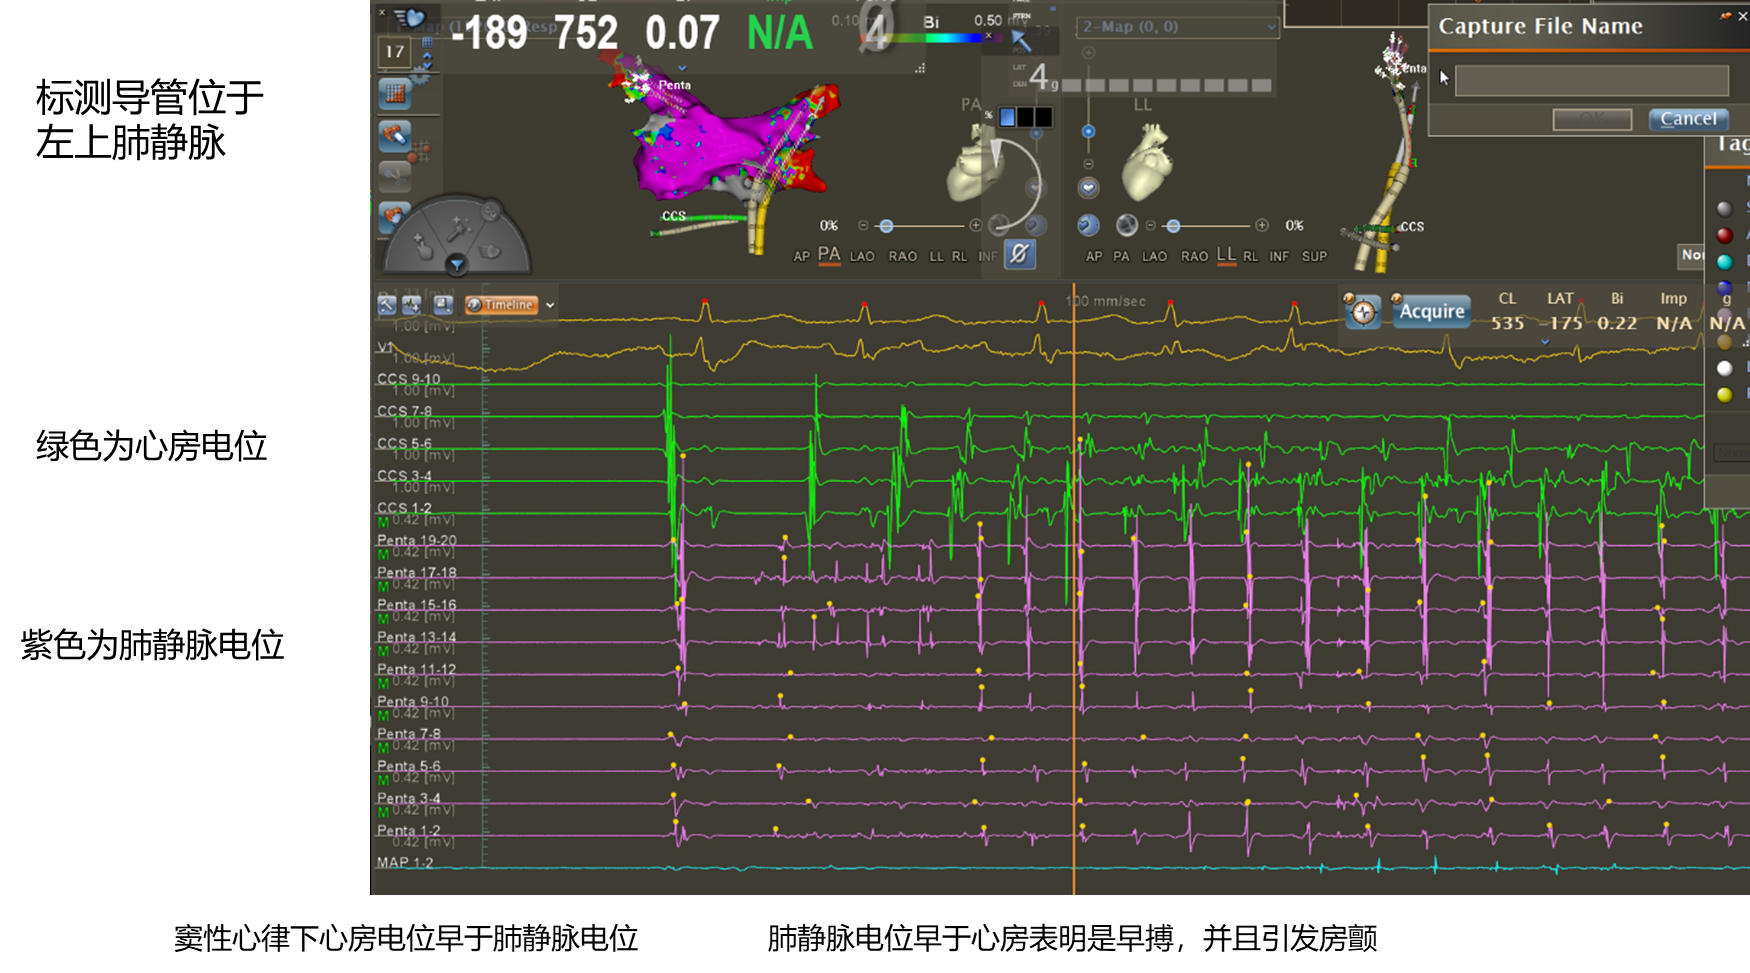 标测导管位于
左上肺静脉
绿色为心房电位
紫色为肺静脉电位
窦性心律下心房电位早于肺静脉电位
肺静脉电位早于心房表明是早搏，并且引发房颤
-189 752 0.07 N/A
17
0.10
Bi
0.50
4 g
2-Map (0, 0)
Capture File Name
OK
Cancel
Penta
CCS
PA
LL
%
0%
AP PA LAO RAO LL RL INF
0%
AP PA LAO RAO LL RL INF SUP
CCS
Timeline
100 mm/sec
Acquire
CL LAT Bi Imp g
535 -175 0.22 N/A N/A
1.00 [mV]
V1
1.00 [mV]
CCS 9-10
1.00 [mV]
CCS 7-8
1.00 [mV]
CCS 5-6
1.00 [mV]
CCS 3-4
1.00 [mV]
CCS 1-2
M 0.42 [mV]
Penta 19-20
M 0.42 [mV]
Penta 17-18
M 0.42 [mV]
Penta 15-16
M 0.42 [mV]
Penta 13-14
M 0.42 [mV]
Penta 11-12
M 0.42 [mV]
Penta 9-10
M 0.42 [mV]
Penta 7-8
M 0.42 [mV]
Penta 5-6
M 0.42 [mV]
Penta 3-4
M 0.42 [mV]
Penta 1-2
0.42 [mV]
MAP 1-2